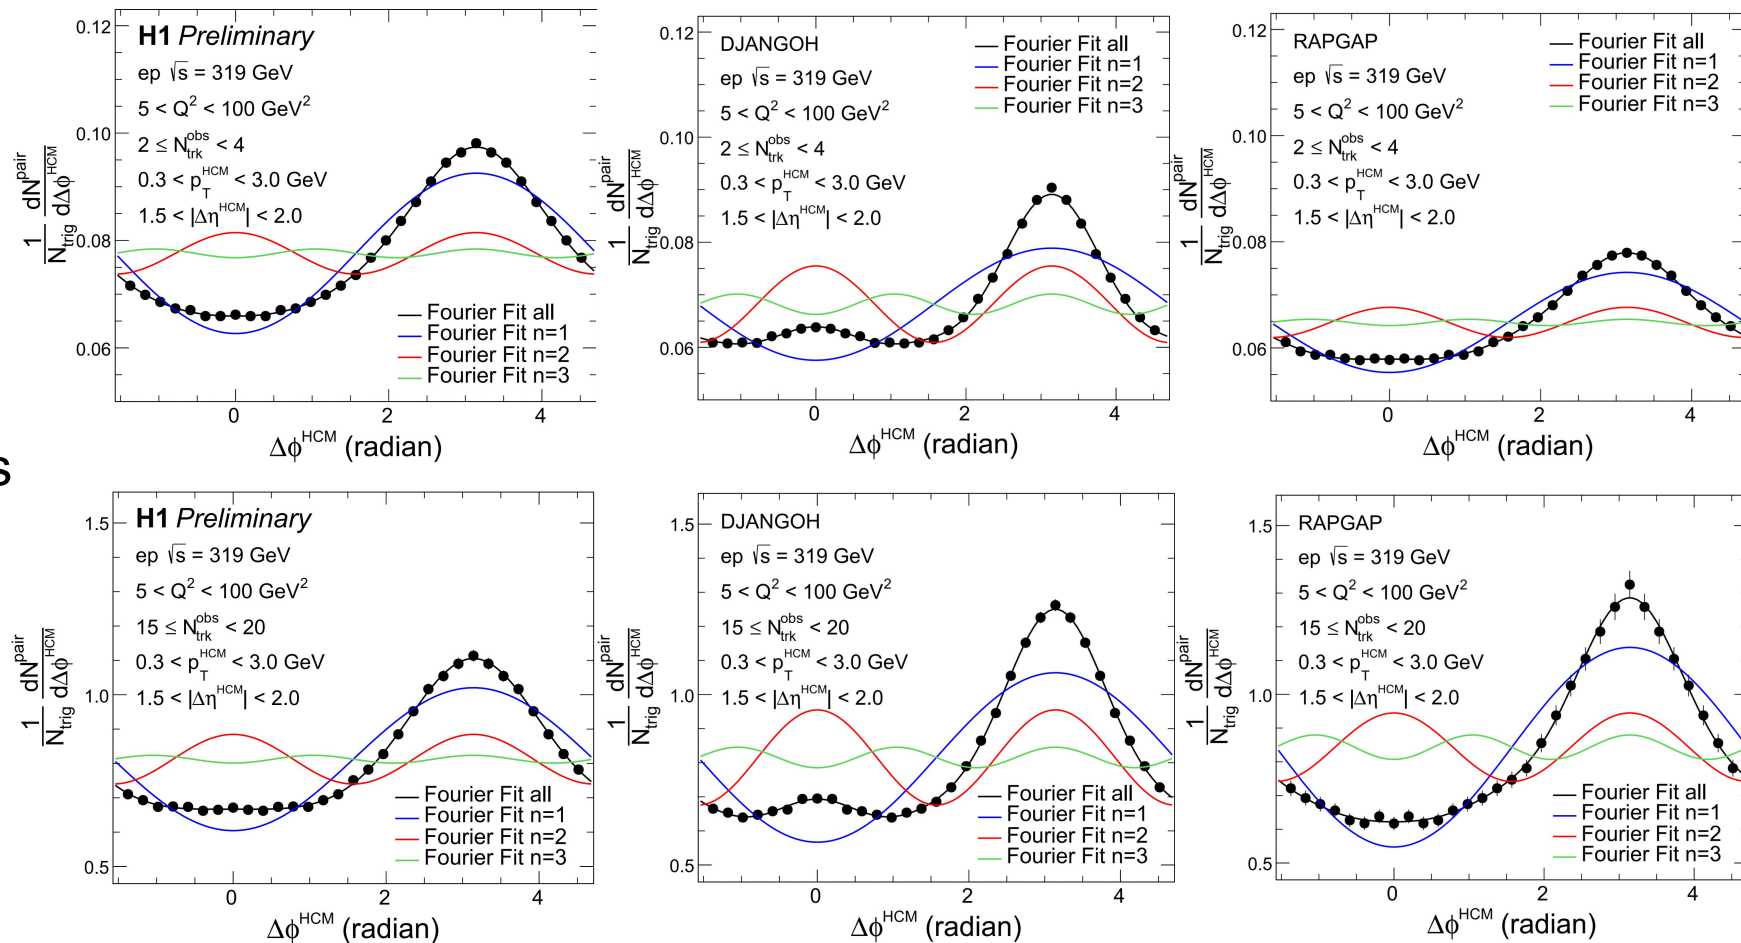 H1 Preliminary
ep √s = 319 GeV
5 < Q² < 100 GeV²
2 ≤ N_trk^obs < 4
0.3 < p_T^HCM < 3.0 GeV
1.5 < |Δη^HCM| < 2.0
Fourier Fit all
Fourier Fit n=1
Fourier Fit n=2
Fourier Fit n=3
0.12
0.10
0.08
0.06
1/N_trig dN^pair/dΔφ^HCM
0 2 4
Δφ^HCM (radian)
DJANGOH
ep √s = 319 GeV
5 < Q² < 100 GeV²
2 ≤ N_trk^obs < 4
0.3 < p_T^HCM < 3.0 GeV
1.5 < |Δη^HCM| < 2.0
Fourier Fit all
Fourier Fit n=1
Fourier Fit n=2
Fourier Fit n=3
0.12
0.10
0.08
0.06
1/N_trig dN^pair/dΔφ^HCM
0 2 4
Δφ^HCM (radian)
RAPGAP
ep √s = 319 GeV
5 < Q² < 100 GeV²
2 ≤ N_trk^obs < 4
0.3 < p_T^HCM < 3.0 GeV
1.5 < |Δη^HCM| < 2.0
Fourier Fit all
Fourier Fit n=1
Fourier Fit n=2
Fourier Fit n=3
0.12
0.10
0.08
0.06
1/N_trig dN^pair/dΔφ^HCM
0 2 4
Δφ^HCM (radian)
s
H1 Preliminary
ep √s = 319 GeV
5 < Q² < 100 GeV²
15 ≤ N_trk^obs < 20
0.3 < p_T^HCM < 3.0 GeV
1.5 < |Δη^HCM| < 2.0
Fourier Fit all
Fourier Fit n=1
Fourier Fit n=2
Fourier Fit n=3
1.5
1.0
0.5
1/N_trig dN^pair/dΔφ^HCM
0 2 4
Δφ^HCM (radian)
DJANGOH
ep √s = 319 GeV
5 < Q² < 100 GeV²
15 ≤ N_trk^obs < 20
0.3 < p_T^HCM < 3.0 GeV
1.5 < |Δη^HCM| < 2.0
Fourier Fit all
Fourier Fit n=1
Fourier Fit n=2
Fourier Fit n=3
1.5
1.0
0.5
1/N_trig dN^pair/dΔφ^HCM
0 2 4
Δφ^HCM (radian)
RAPGAP
ep √s = 319 GeV
5 < Q² < 100 GeV²
15 ≤ N_trk^obs < 20
0.3 < p_T^HCM < 3.0 GeV
1.5 < |Δη^HCM| < 2.0
Fourier Fit all
Fourier Fit n=1
Fourier Fit n=2
Fourier Fit n=3
1.5
1.0
0.5
1/N_trig dN^pair/dΔφ^HCM
0 2 4
Δφ^HCM (radian)